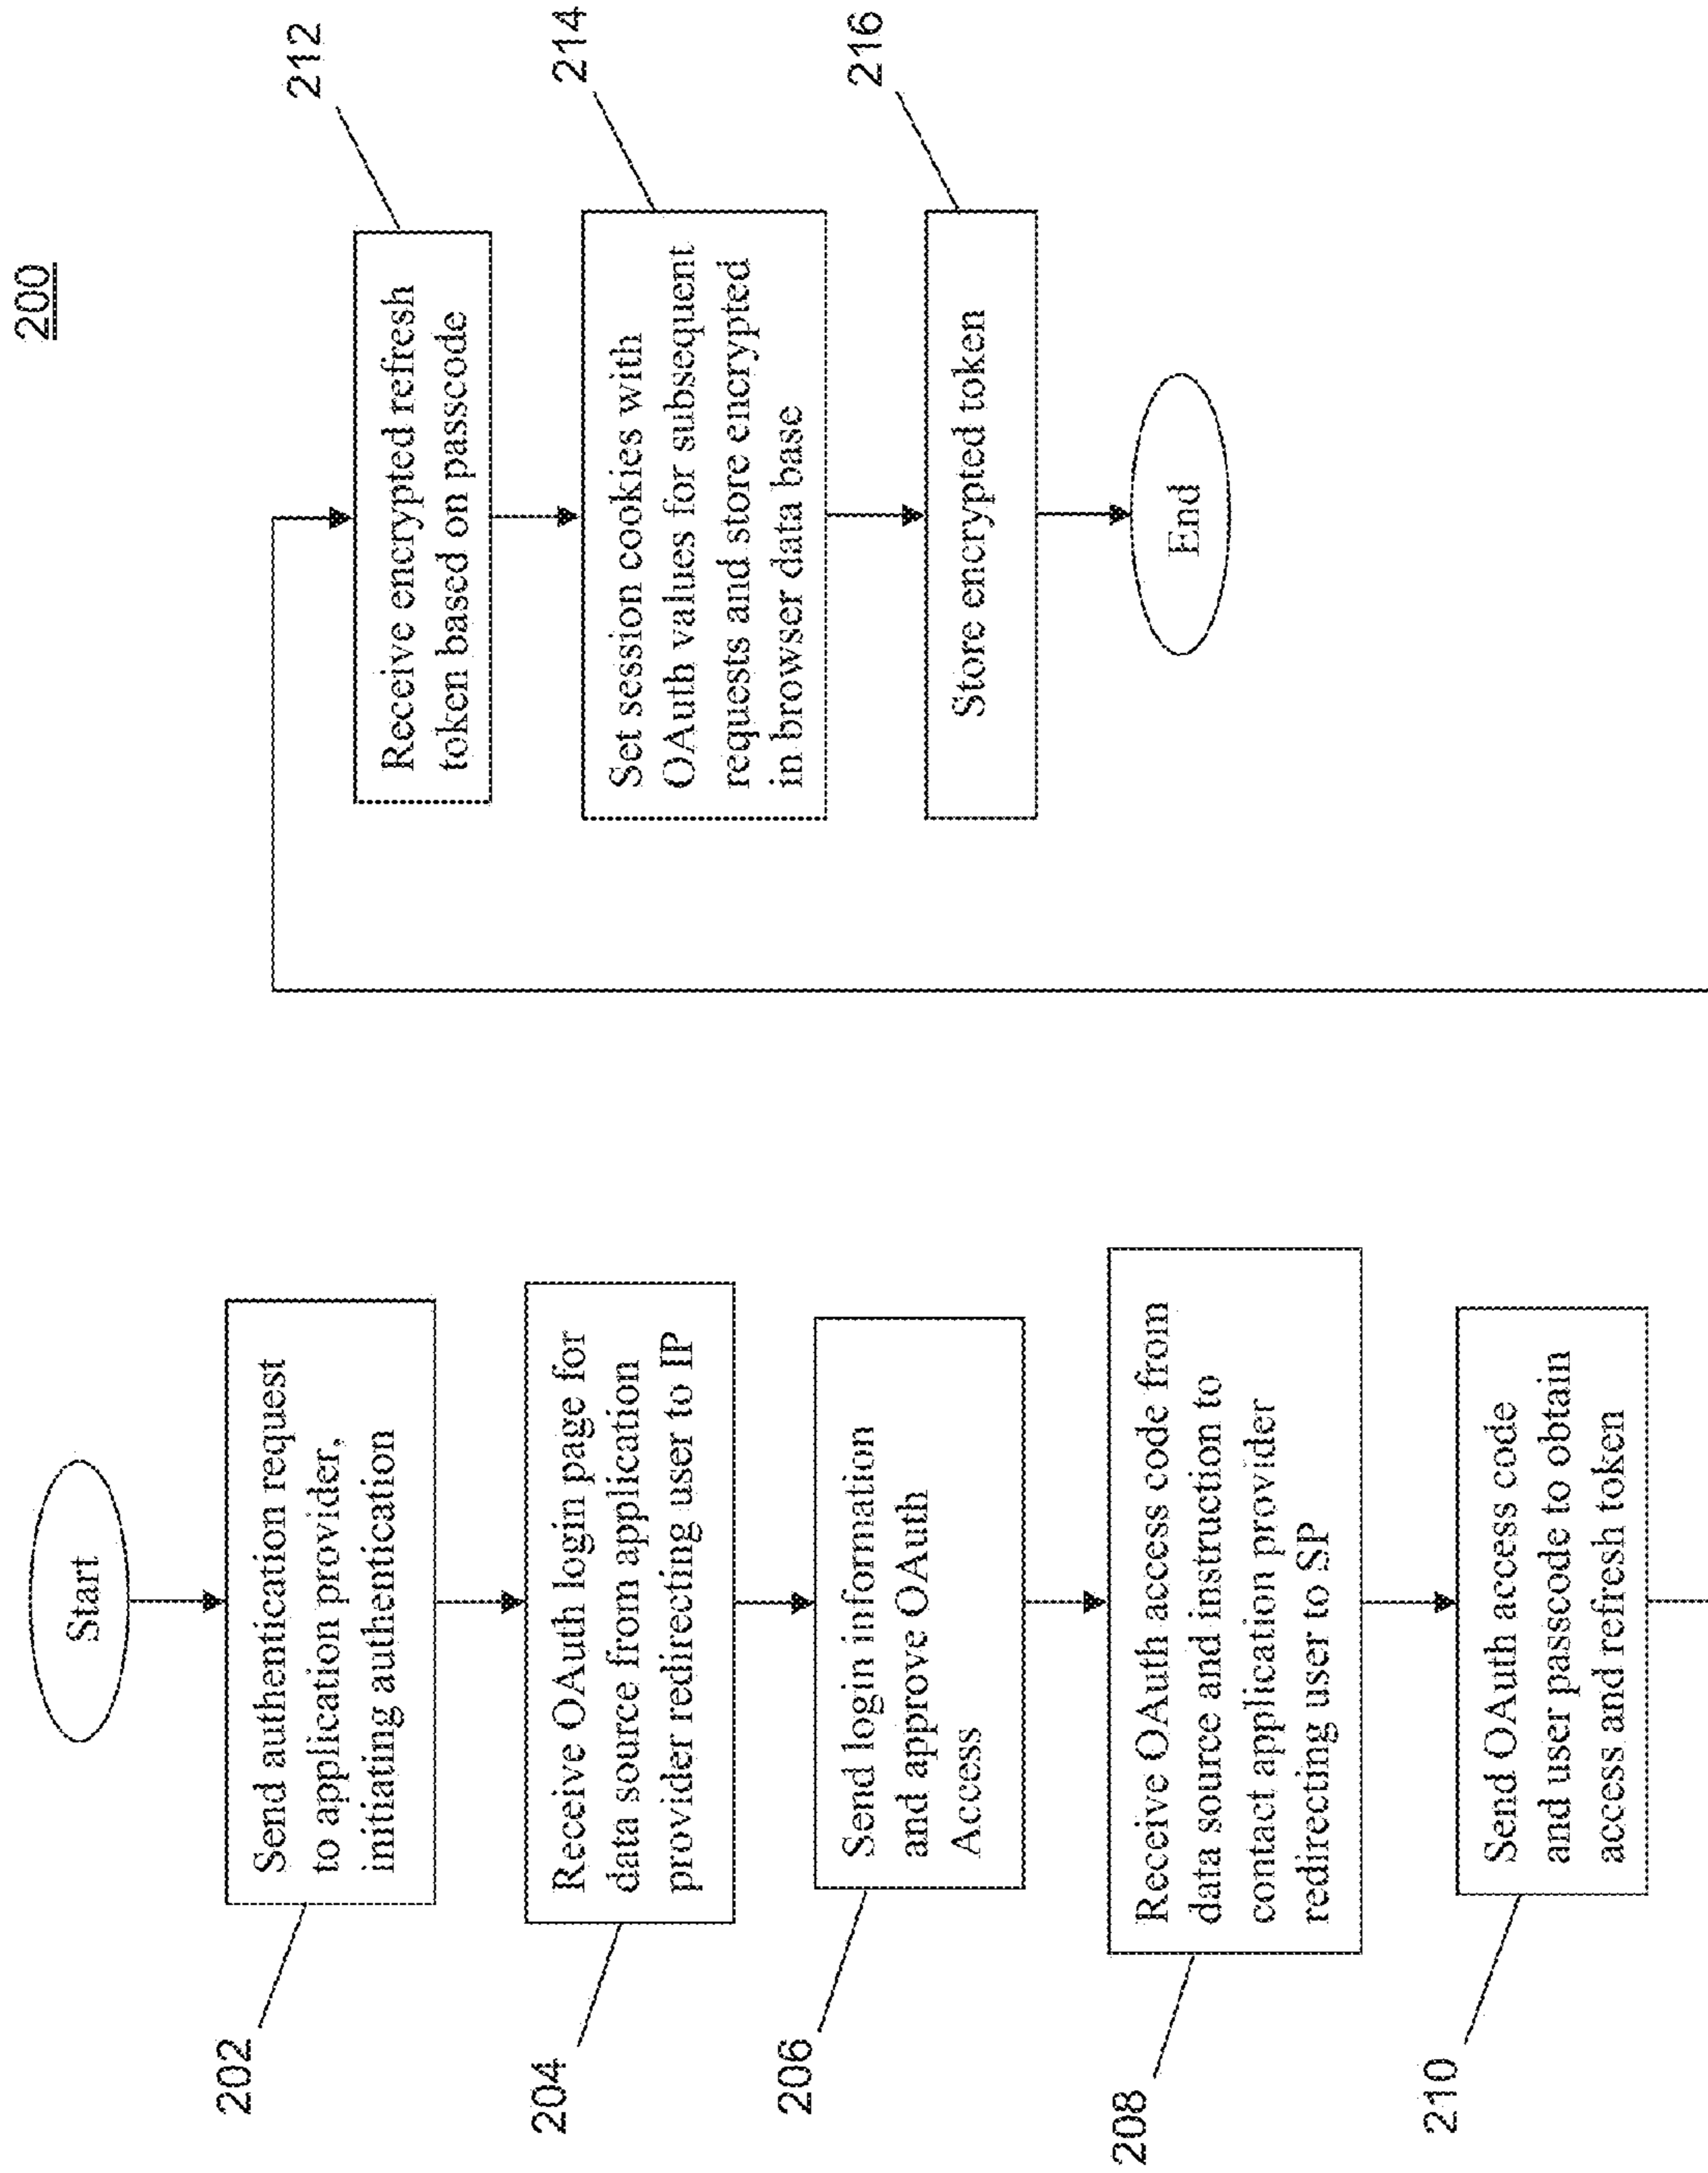 200
Start
202
Send authentication request
to application provider,
initiating authentication
204
Receive OAuth login page for
data source from application
provider redirecting user to IP
206
Send login information
and approve OAuth
Access
208
Receive OAuth access code from
data source and instruction to
contact application provider
redirecting user to SP
210
Send OAuth access code
and user passcode to obtain
access and refresh token
212
Receive encrypted refresh
token based on passcode
214
Set session cookies with
OAuth values for subsequent
requests and store encrypted
in browser data base
216
Store encrypted token
End